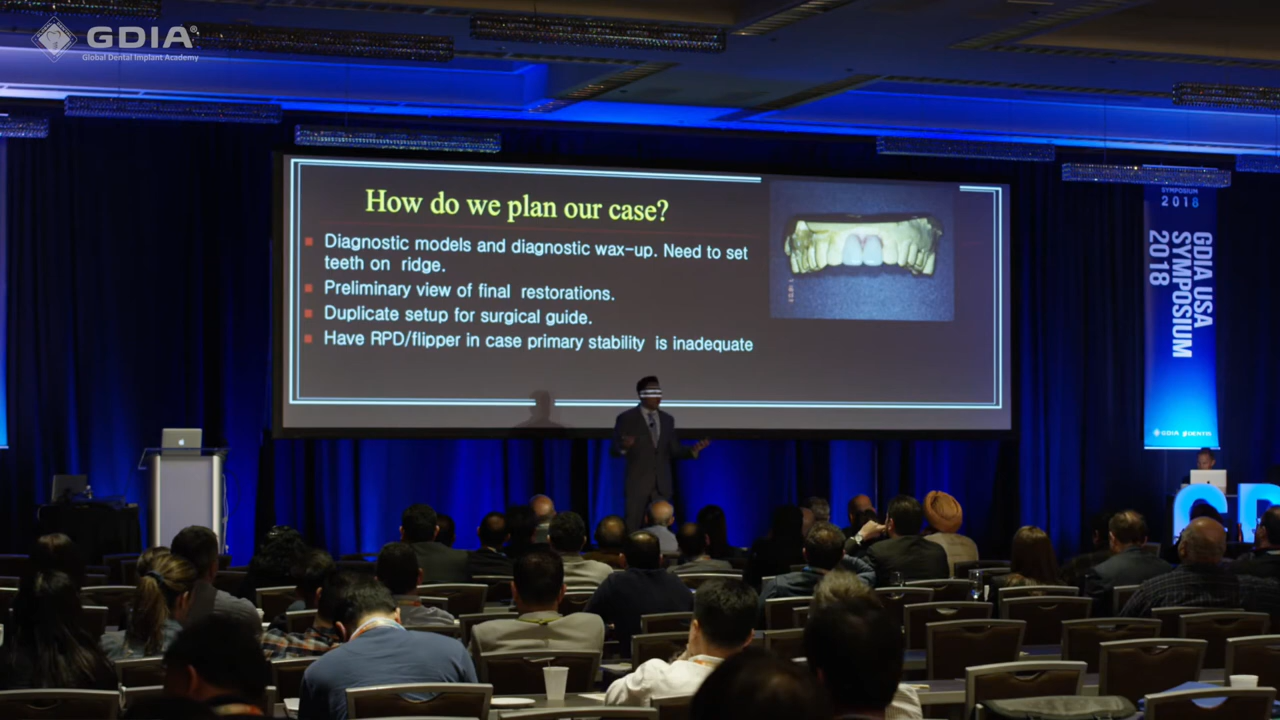 GDIA®
Global Dental Implant Academy
How do we plan our case?
Diagnostic models and diagnostic wax-up. Need to set
teeth on ridge.
Preliminary view of final restorations.
Duplicate setup for surgical guide.
Have RPD/flipper in case primary stability is inadequate
SYMPOSIUM
2018
GDIA USA
SYMPOSIUM
2018
GDIA DENTIS